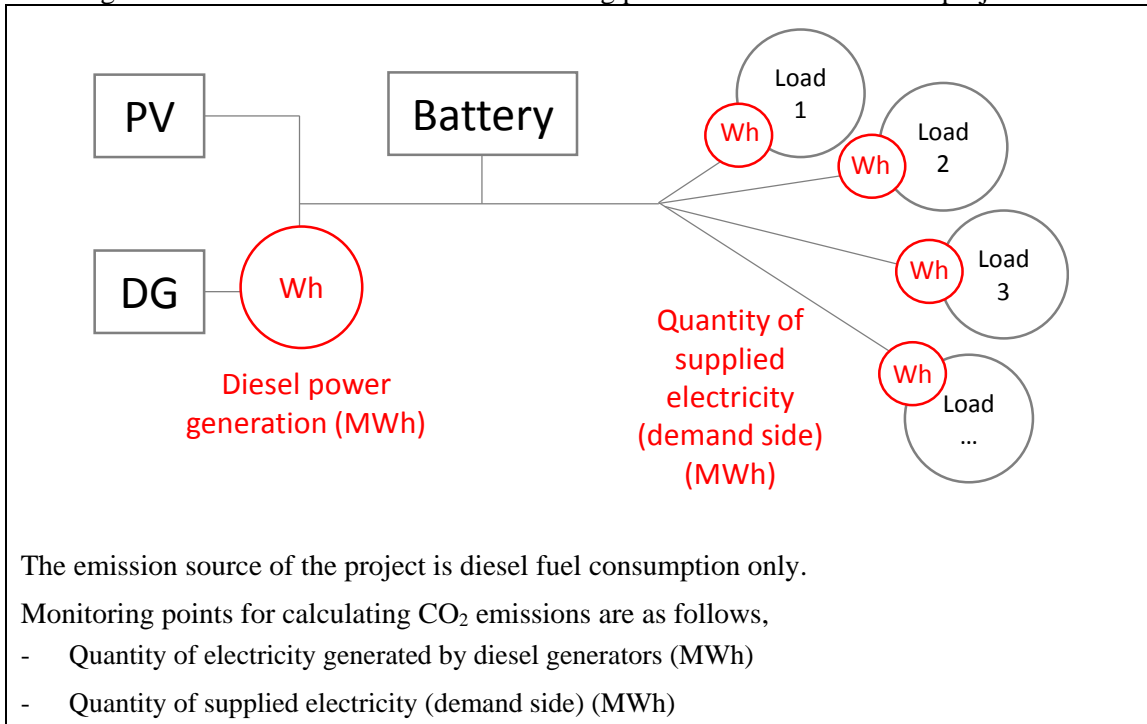 PV
Battery
Load
1
Wh
Load
2
Wh
Load
3
Wh
DG
Wh
Diesel power
generation (MWh)
Quantity of
supplied
electricity
(demand side)
(MWh)
Wh
Load
...
The emission source of the project is diesel fuel consumption only.
Monitoring points for calculating CO₂ emissions are as follows,
- Quantity of electricity generated by diesel generators (MWh)
- Quantity of supplied electricity (demand side) (MWh)